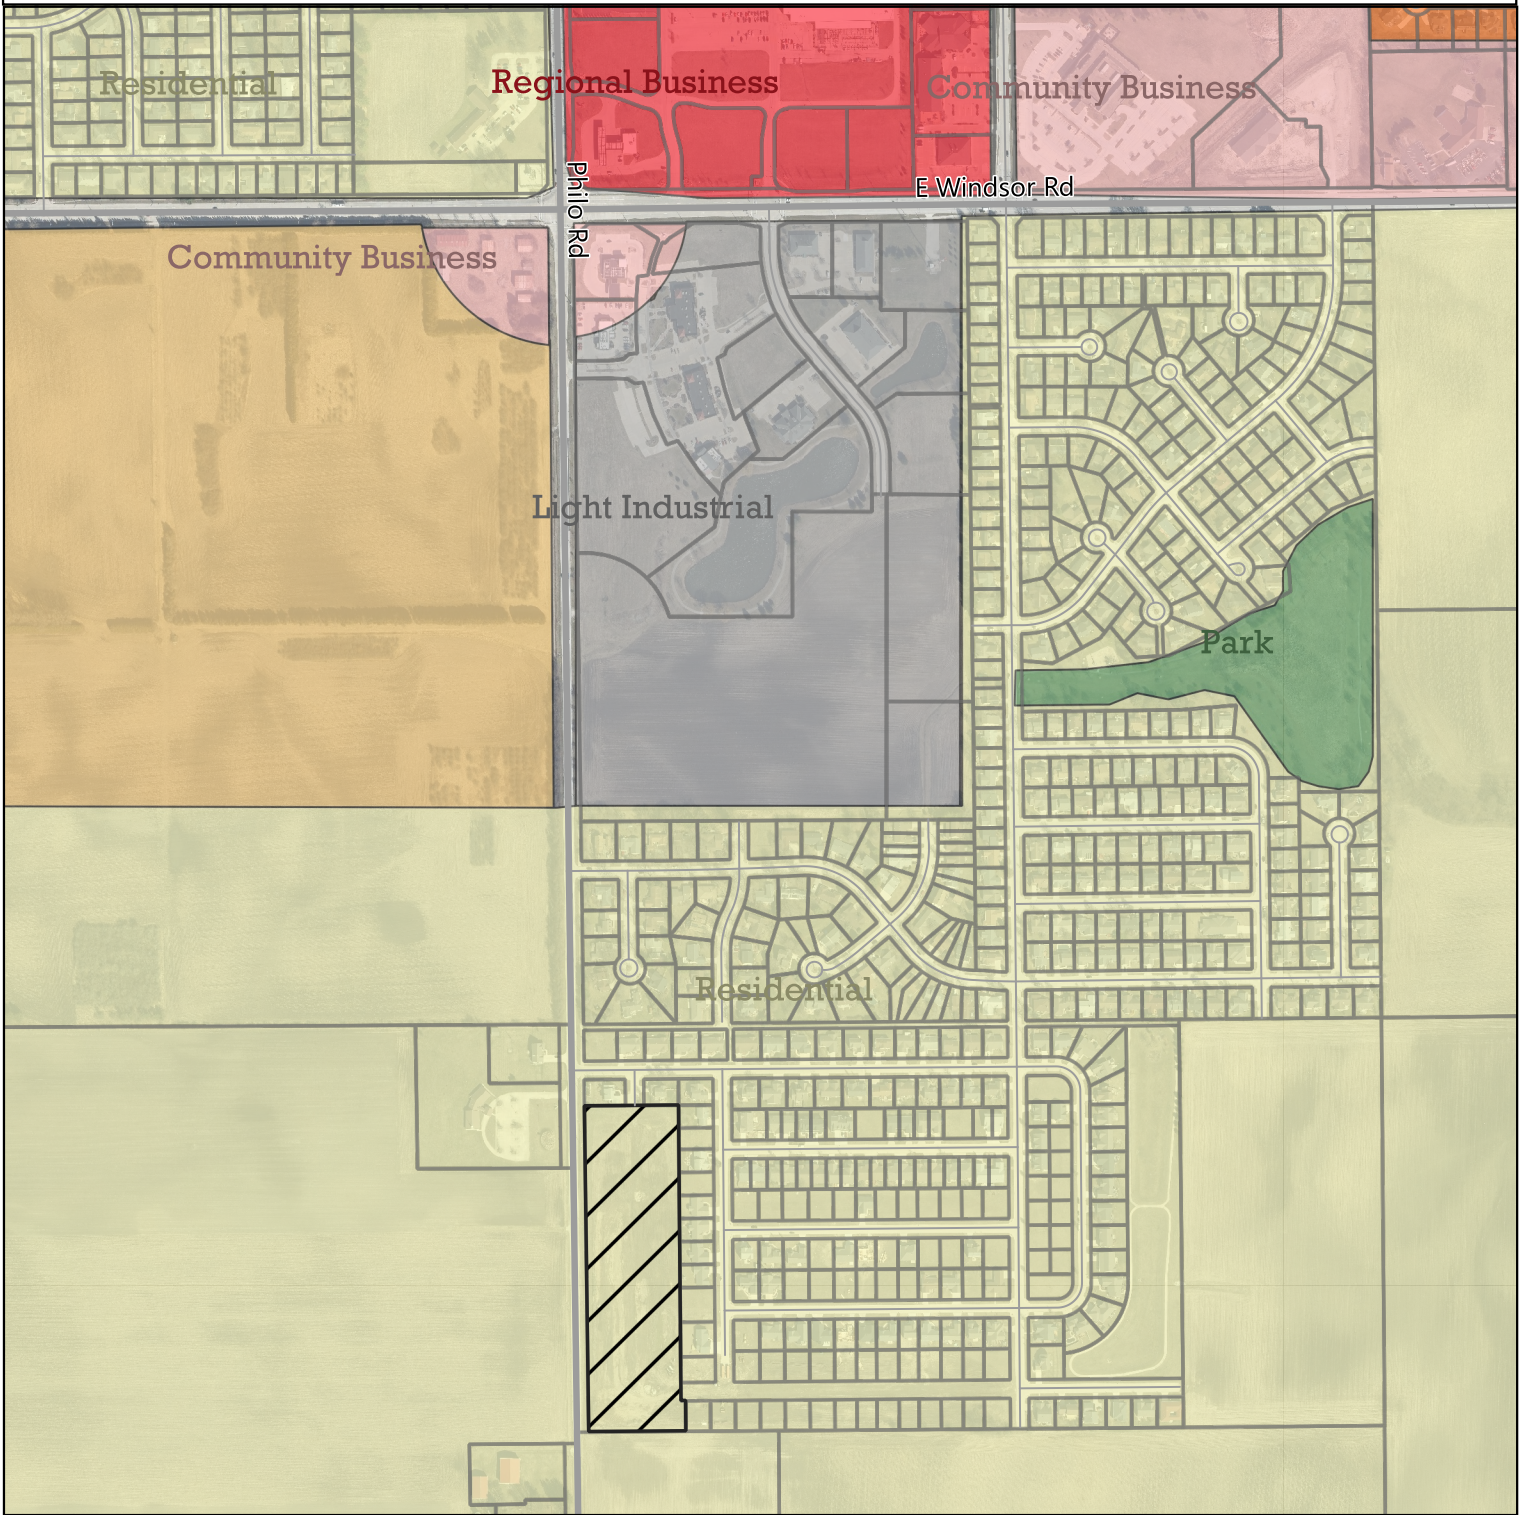 Residential
Regional Business
Community Business
E Windsor Rd
Philo Rd
Community Business
Light Industrial
Park
Residential